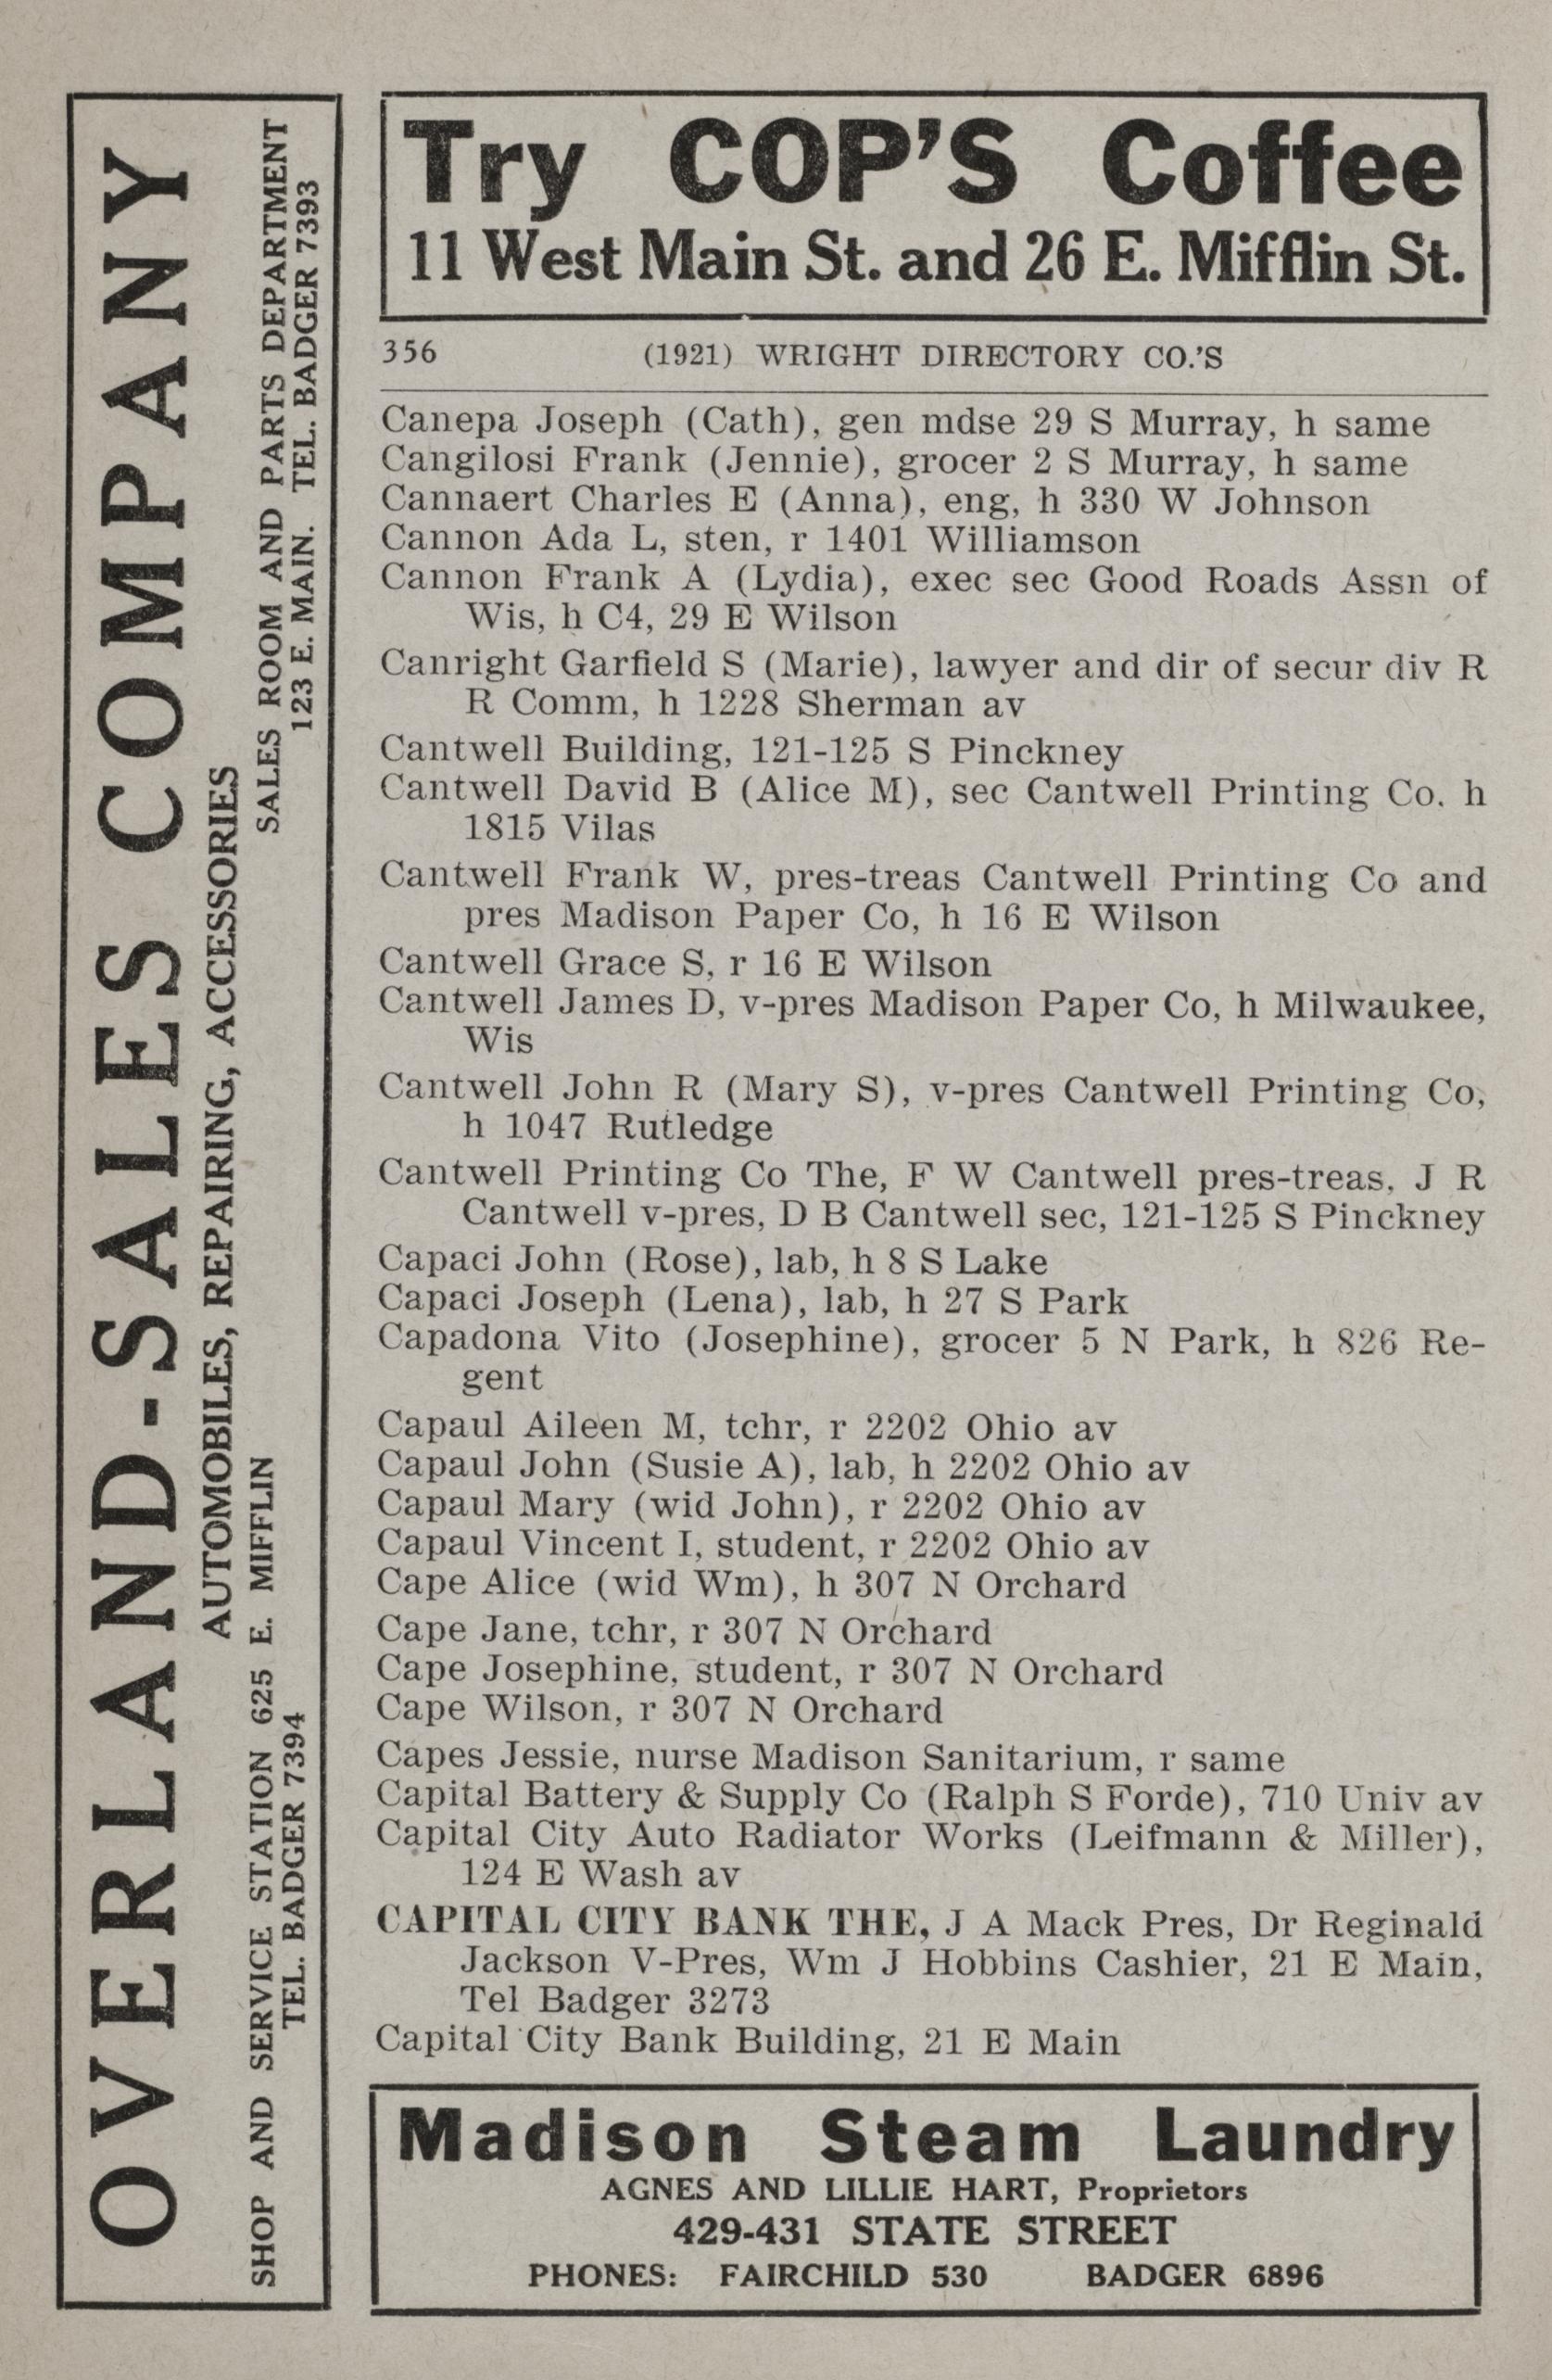 OVERLAND-SALES COMPANY
AUTOMOBILES, REPAIRING, ACCESSORIES
SHOP AND SERVICE STATION 625 E. MIFFLIN
TEL. BADGER 7394
SALES ROOM AND PARTS DEPARTMENT
123 E. MAIN. TEL. BADGER 7393
Try COP'S Coffee
11 West Main St. and 26 E. Mifflin St.
356 (1921) WRIGHT DIRECTORY CO.'S
Canepa Joseph (Cath), gen mdse 29 S Murray, h same
Cangilosi Frank (Jennie), grocer 2 S Murray, h same
Cannaert Charles E (Anna), eng, h 330 W Johnson
Cannon Ada L, sten, r 1401 Williamson
Cannon Frank A (Lydia), exec sec Good Roads Assn of
Wis, h C4, 29 E Wilson
Canright Garfield S (Marie), lawyer and dir of secur div R
R Comm, h 1228 Sherman av
Cantwell Building, 121-125 S Pinckney
Cantwell David B (Alice M), sec Cantwell Printing Co. h
1815 Vilas
Cantwell Frank W, pres-treas Cantwell Printing Co and
pres Madison Paper Co, h 16 E Wilson
Cantwell Grace S, r 16 E Wilson
Cantwell James D, v-pres Madison Paper Co, h Milwaukee,
Wis
Cantwell John R (Mary S), v-pres Cantwell Printing Co,
h 1047 Rutledge
Cantwell Printing Co The, F W Cantwell pres-treas, J R
Cantwell v-pres, D B Cantwell sec, 121-125 S Pinckney
Capaci John (Rose), lab, h 8 S Lake
Capaci Joseph (Lena), lab, h 27 S Park
Capadona Vito (Josephine), grocer 5 N Park, h 826 Re-
gent
Capaul Aileen M, tchr, r 2202 Ohio av
Capaul John (Susie A), lab, h 2202 Ohio av
Capaul Mary (wid John), r 2202 Ohio av
Capaul Vincent I, student, r 2202 Ohio av
Cape Alice (wid Wm), h 307 N Orchard
Cape Jane, tchr, r 307 N Orchard
Cape Josephine, student, r 307 N Orchard
Cape Wilson, r 307 N Orchard
Capes Jessie, nurse Madison Sanitarium, r same
Capital Battery & Supply Co (Ralph S Forde), 710 Univ av
Capital City Auto Radiator Works (Leifmann & Miller),
124 E Wash av
CAPITAL CITY BANK THE, J A Mack Pres, Dr Reginald
Jackson V-Pres, Wm J Hobbins Cashier, 21 E Main,
Tel Badger 3273
Capital City Bank Building, 21 E Main
Madison Steam Laundry
AGNES AND LILLIE HART, Proprietors
429-431 STATE STREET
PHONES: FAIRCHILD 530 BADGER 6896